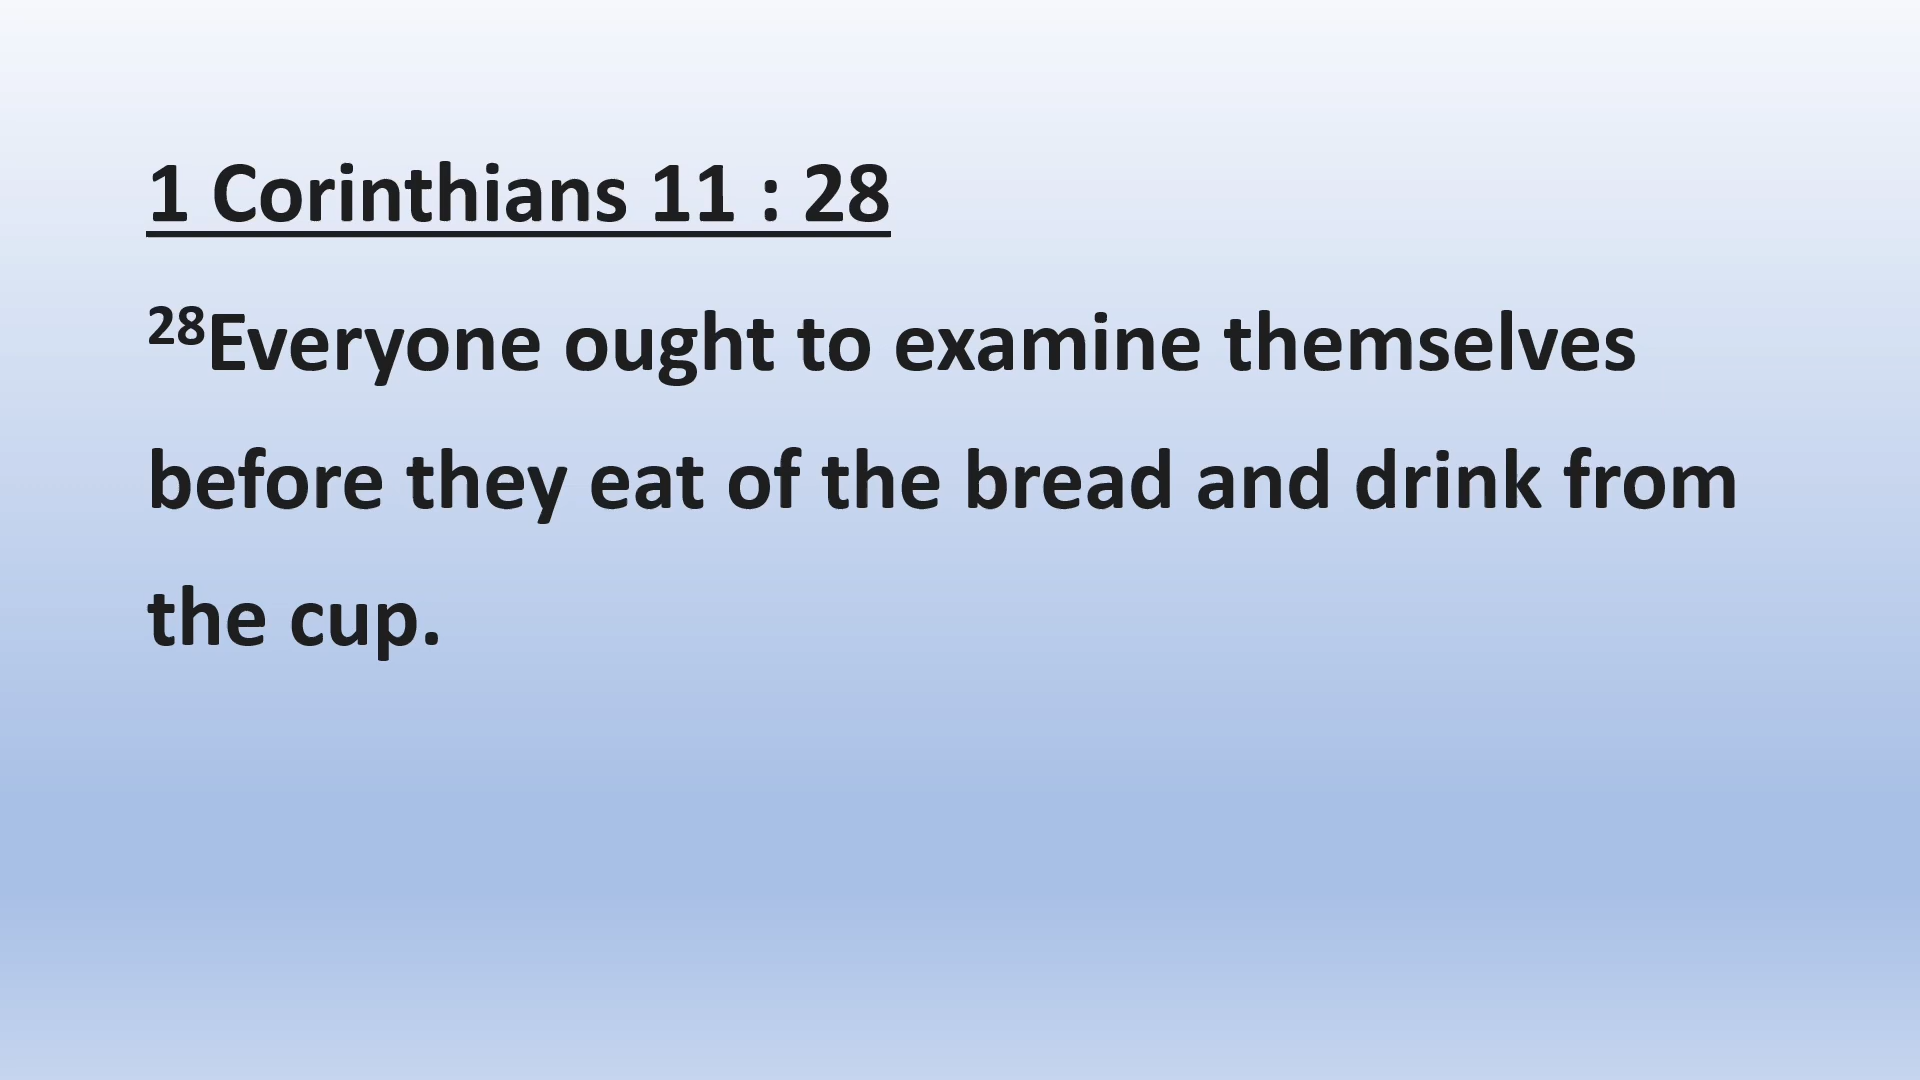 1 Corinthians 11 : 28
28Everyone ought to examine themselves
before they eat of the bread and drink from
the cup.